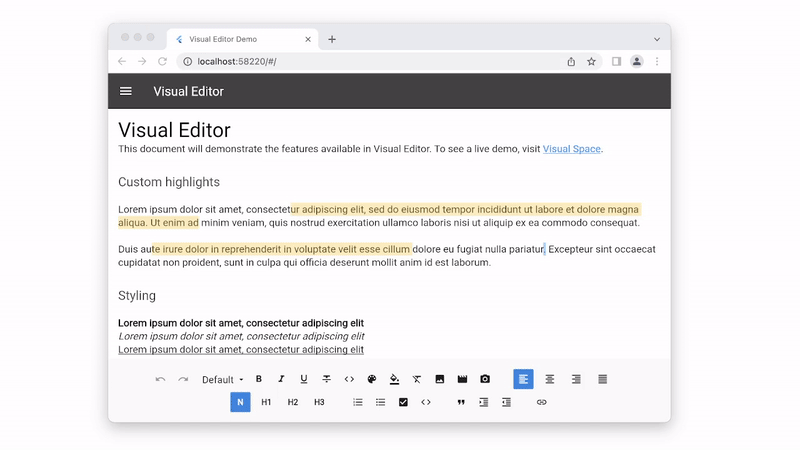 Visual Editor Demo
localhost:58220/#/
Visual Editor
Visual Editor
This document will demonstrate the features available in Visual Editor. To see a live demo, visit Visual Space.
Custom highlights
Lorem ipsum dolor sit amet, consectetur adipiscing elit, sed do eiusmod tempor incididunt ut labore et dolore magna
aliqua. Ut enim ad minim veniam, quis nostrud exercitation ullamco laboris nisi ut aliquip ex ea commodo consequat.
Duis aute irure dolor in reprehenderit in voluptate velit esse cillum dolore eu fugiat nulla pariatur. Excepteur sint occaecat
cupidatat non proident, sunt in culpa qui officia deserunt mollit anim id est laborum.
Styling
Lorem ipsum dolor sit amet, consectetur adipiscing elit
Lorem ipsum dolor sit amet, consectetur adipiscing elit
Lorem ipsum dolor sit amet, consectetur adipiscing elit
Default B I U
N H1 H2 H3